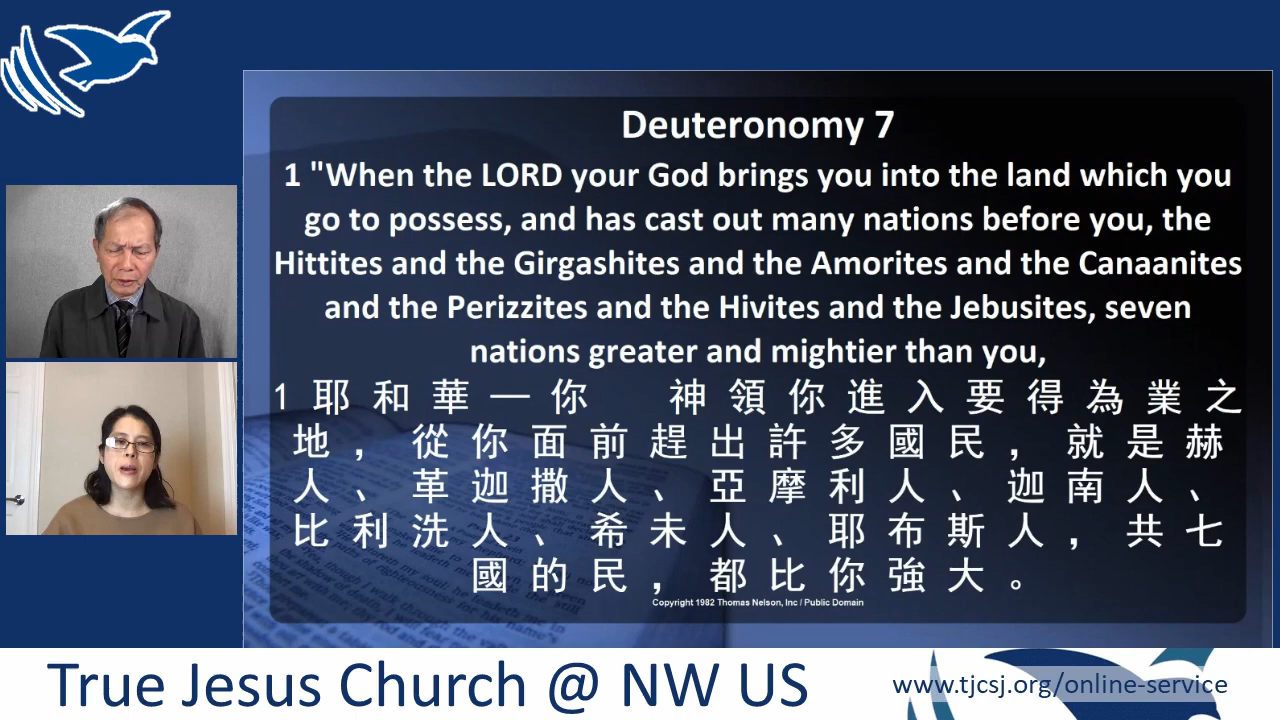 Deuteronomy 7
1 "When the LORD your God brings you into the land which you
go to possess, and has cast out many nations before you, the
Hittites and the Girgashites and the Amorites and the Canaanites
and the Perizzites and the Hivites and the Jebusites, seven
nations greater and mightier than you,
1 耶和華—你　神領你進入要得為業之
地，從你面前趕出許多國民，就是赫
人、革迦撒人、亞摩利人、迦南人、
比利洗人、希未人、耶布斯人，共七
國的民，都比你強大。
Copyright 1982 Thomas Nelson, Inc / Public Domain
True Jesus Church @ NW US
www.tjcsj.org/online-service